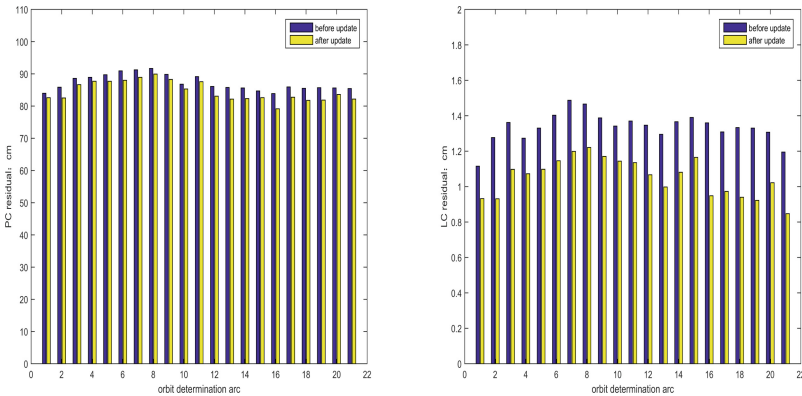 110
100
90
80
70
60
50
40
30
20
10
0
PC residual: cm
before update
after update
0 2 4 6 8 10 12 14 16 18 20 22
orbit determination arc
2
1.8
1.6
1.4
1.2
1
0.8
0.6
0.4
0.2
0
LC residual: cm
before update
after update
0 2 4 6 8 10 12 14 16 18 20 22
orbit determination arc